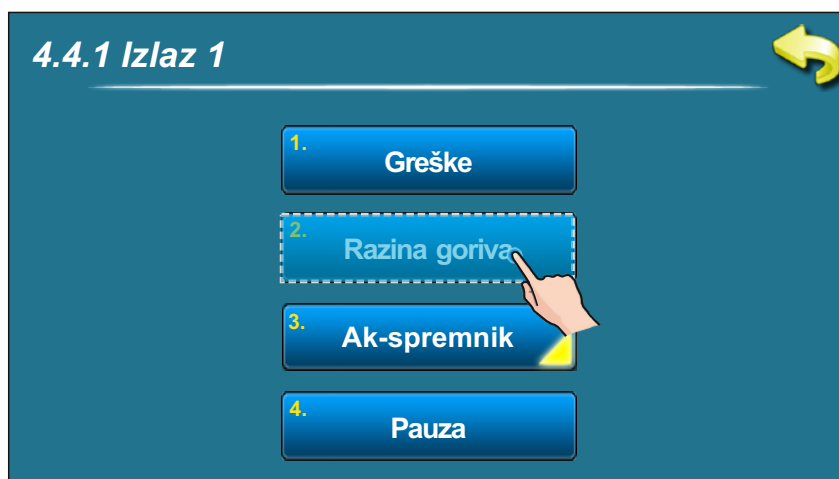 4.4.1 Izlaz 1
1.
Greške
2.
Razina goriva
3.
Ak-spremnik
4.
Pauza